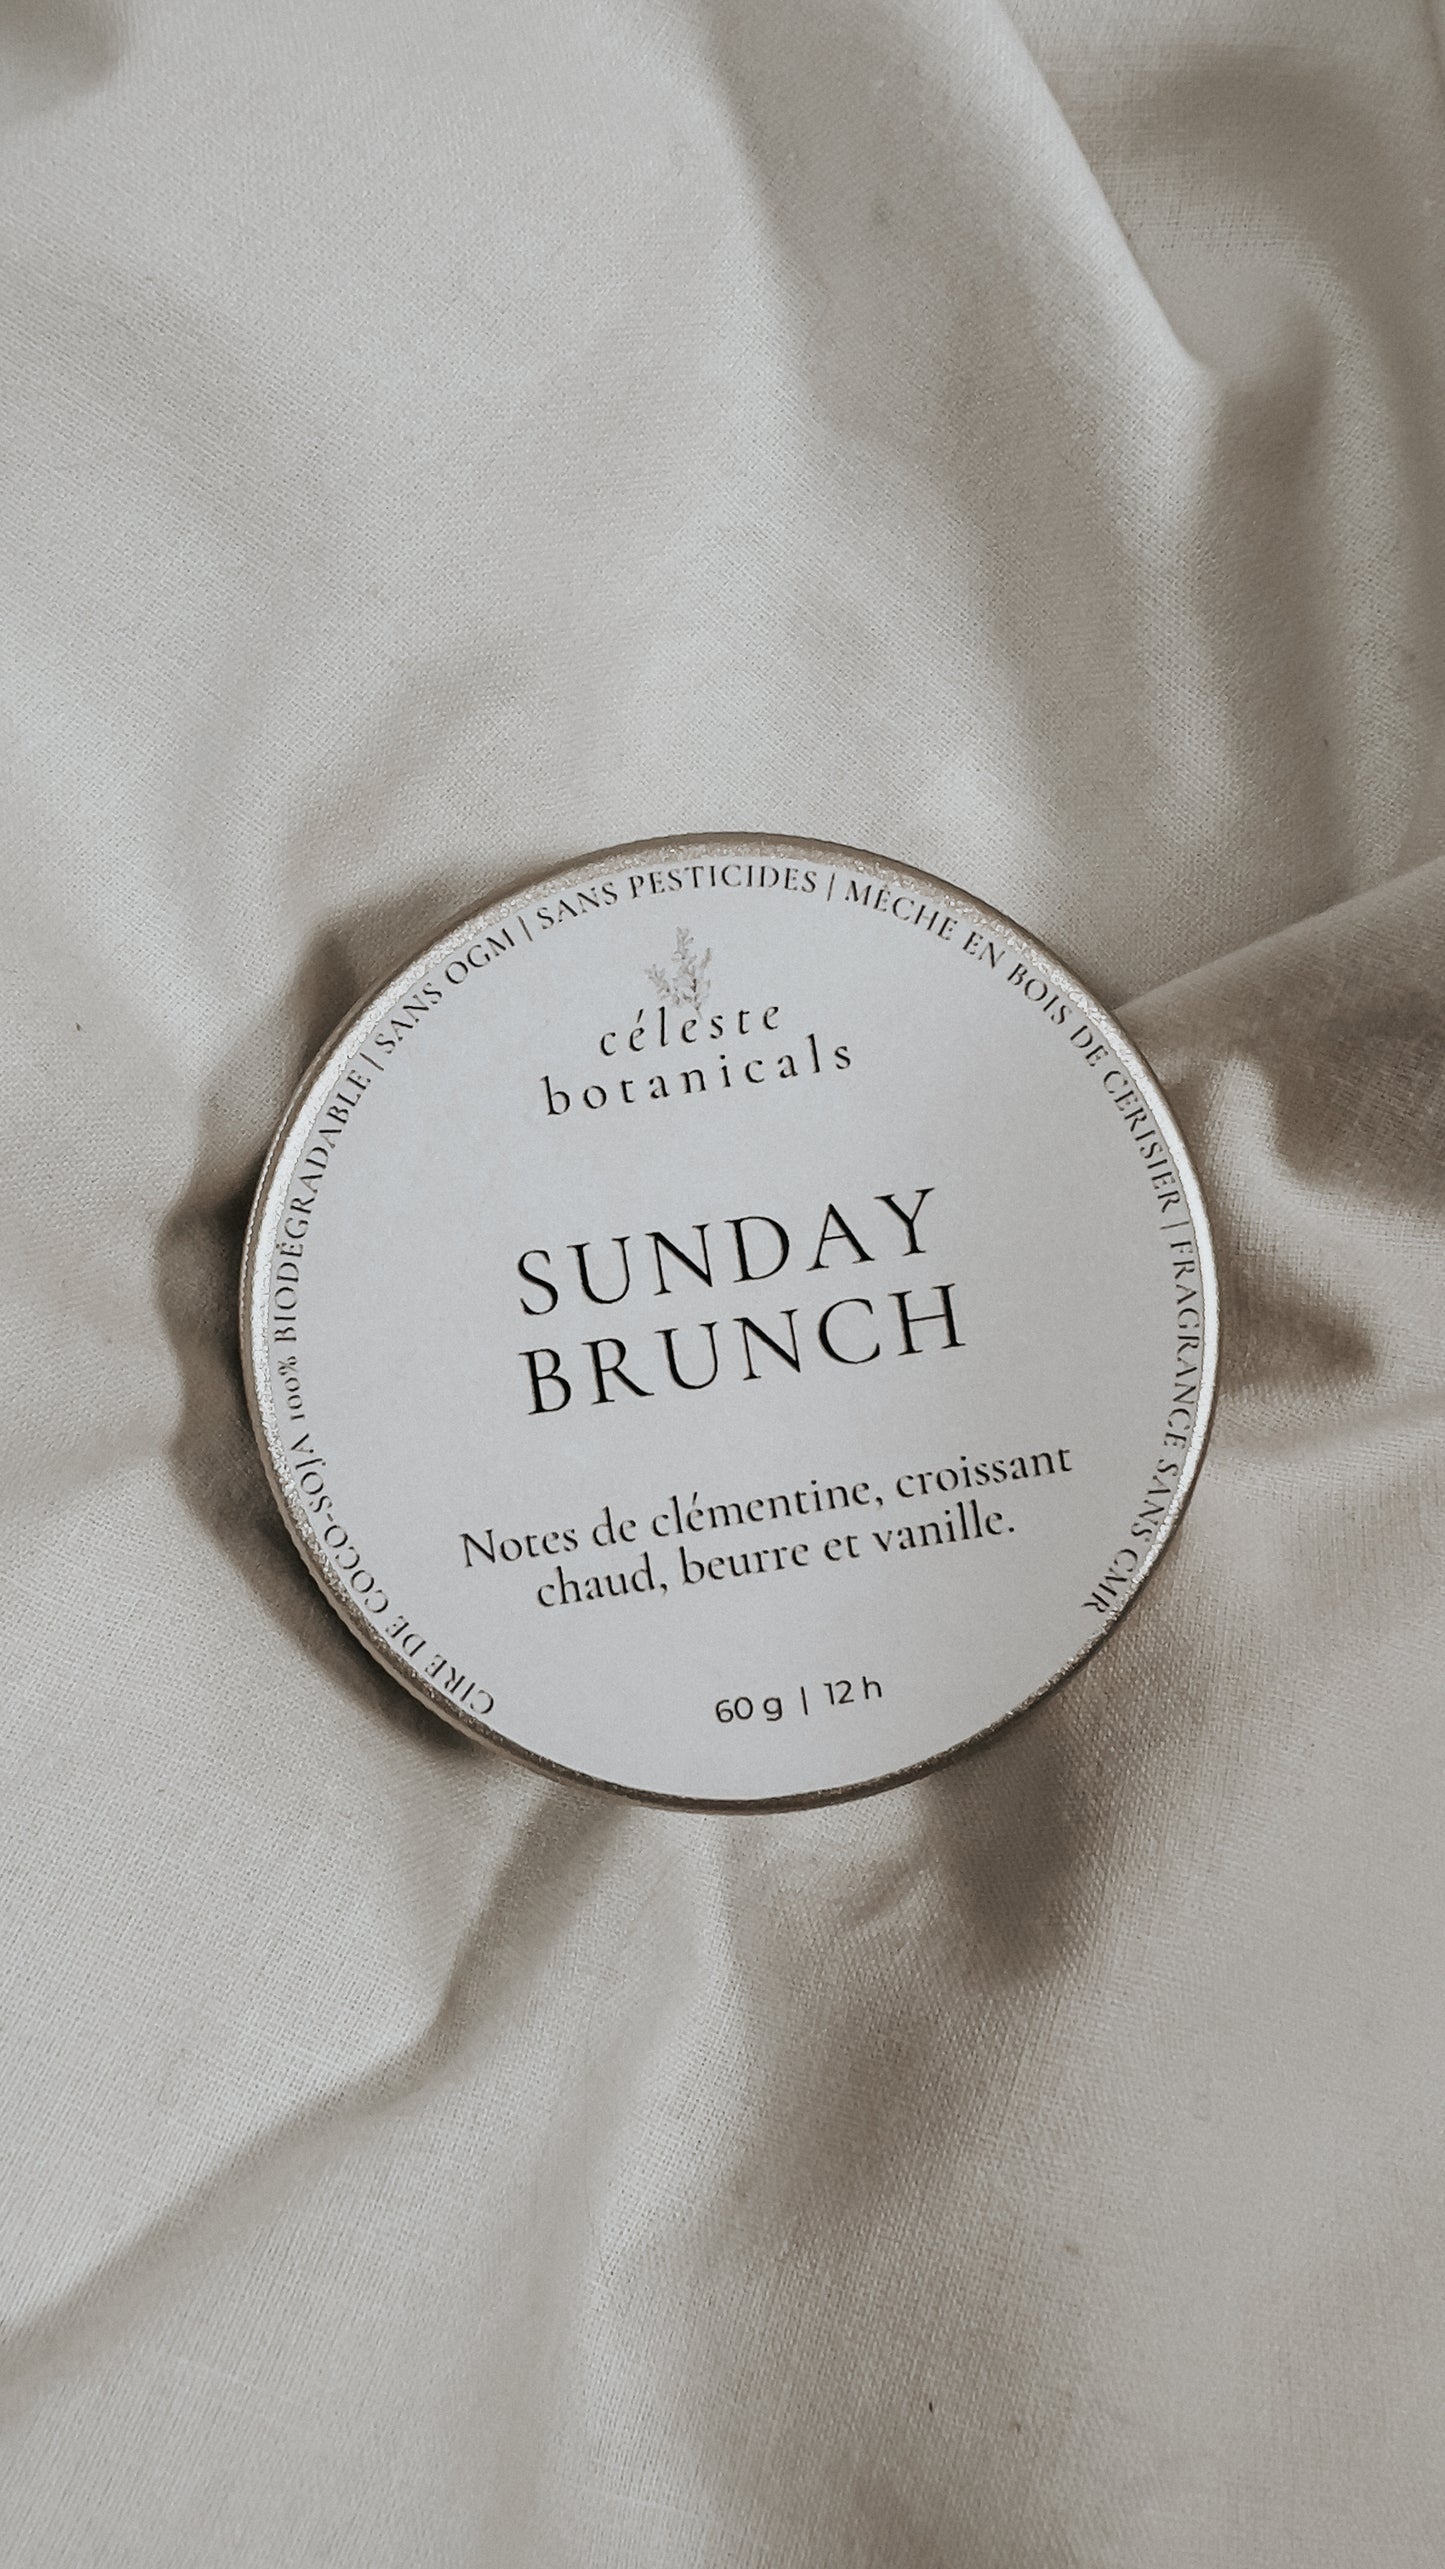 CIRE DE COCO-SOJA 100% BIODÉGRADABLE | SANS OGM | SANS PESTICIDES | MÈCHE EN BOIS DE CERISIER | FRAGRANCE SANS CMR
céleste
botanicals
SUNDAY
BRUNCH
Notes de clémentine, croissant
chaud, beurre et vanille.
60 g | 12 h